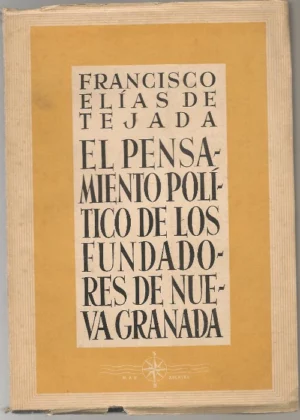 FRANCISCO
ELÍAS DE
TEJADA
EL PENSA-
MIENTO POLÍ-
TICO DE LOS
FUNDADO-
RES DE NUE-
VA GRANADA